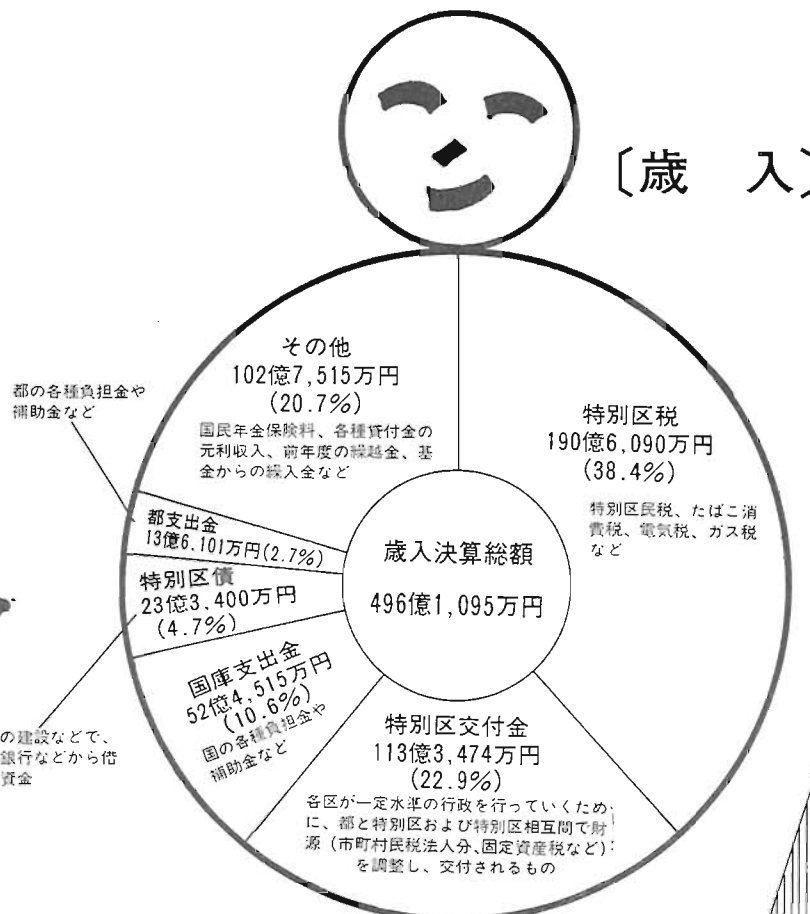 〔歳 入〕
その他
102億7,515万円
(20.7%)
国民年金保険料、各種貸付金の
元利収入、前年度の繰越金、基
金からの繰入金など
都の各種負担金や
補助金など
特別区税
190億6,090万円
(38.4%)
特別区民税、たばこ消
費税、電気税、ガス税
など
都支出金
13億6,101万円(2.7%)
特別区債
23億3,400万円
(4.7%)
歳入決算総額
496億1,095万円
国庫支出金
52億4,515万円
(10.6%)
国の各種負担金や
補助金など
の建設などで、
銀行などから借
資金
特別区交付金
113億3,474万円
(22.9%)
各区が一定水準の行政を行っていくため
に、都と特別区および特別区相互間で財
源(市町村民税法人分、固定資産税など)
を調整し、交付されるもの